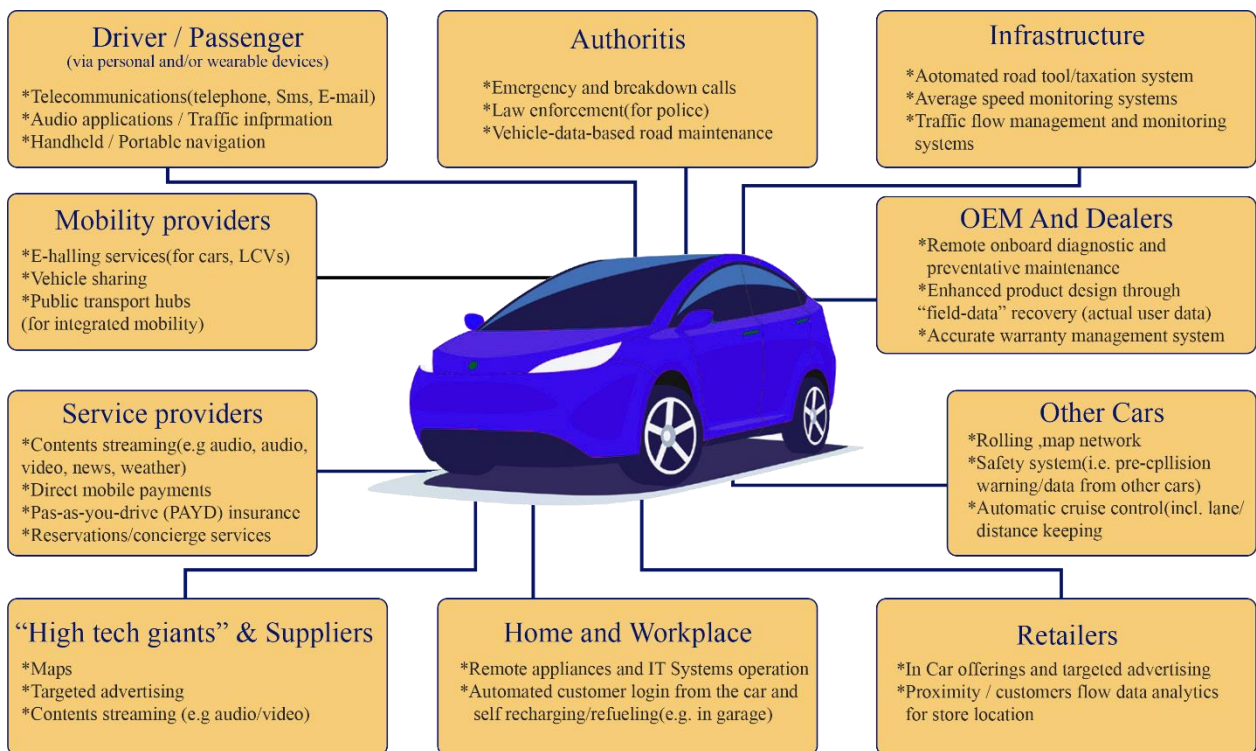 Driver / Passenger
(via personal and/or wearable devices)
*Telecommunications(telephone, Sms, E-mail)
*Audio applications / Traffic infprmation
*Handheld / Portable navigation
Authoritis
*Emergency and breakdown calls
*Law enforcement(for police)
*Vehicle-data-based road maintenance
Infrastructure
*Aotomated road tool/taxation system
*Average speed monitoring systems
*Traffic flow management and monitoring
systems
Mobility providers
*E-halling services(for cars, LCVs)
*Vehicle sharing
*Public transport hubs
(for integrated mobility)
OEM And Dealers
*Remote onboard diagnostic and
preventative maintenance
*Enhanced product design through
“field-data” recovery (actual user data)
*Accurate warranty management system
Service providers
*Contents streaming(e.g audio, audio,
video, news, weather)
*Direct mobile payments
*Pas-as-you-drive (PAYD) insurance
*Reservations/concierge services
Other Cars
*Rolling ,map network
*Safety system(i.e. pre-cpllision
warning/data from other cars)
*Automatic cruise control(incl. lane/
distance keeping
“High tech giants” & Suppliers
*Maps
*Targeted advertising
*Contents streaming (e.g audio/video)
Home and Workplace
*Remote appliances and IT Systems operation
*Automated customer login from the car and
self recharging/refueling(e.g. in garage)
Retailers
*In Car offerings and targeted advertising
*Proximity / customers flow data analytics
for store location